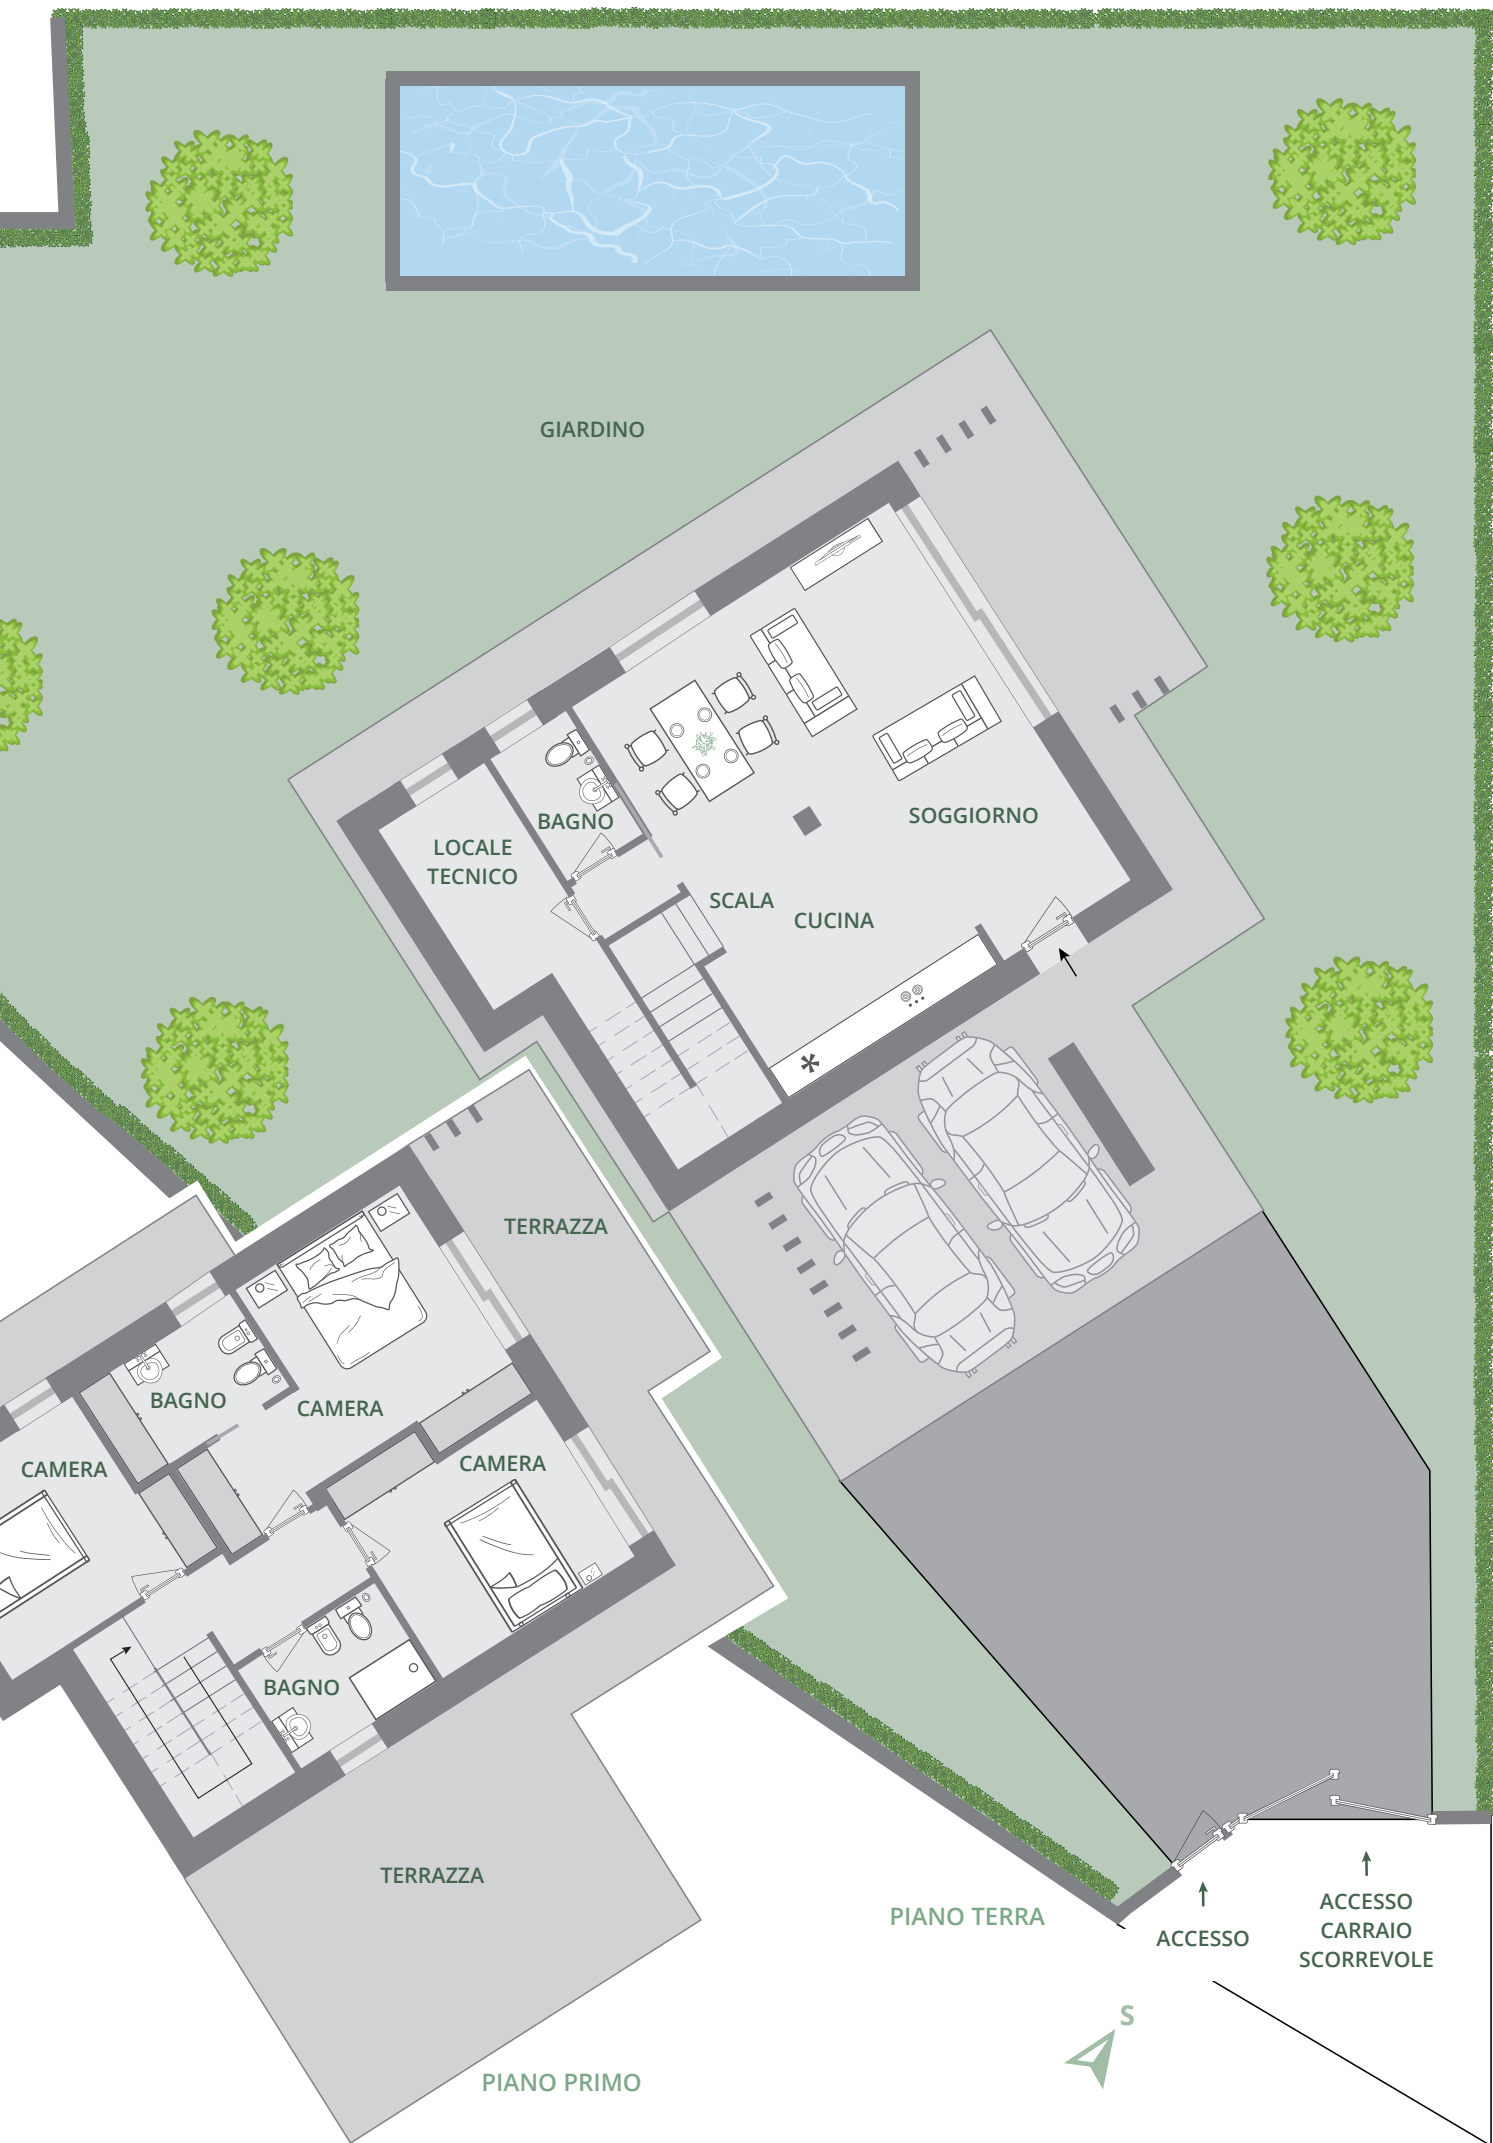 GIARDINO
BAGNO
SOGGIORNO
LOCALE
TECNICO
SCALA
CUCINA
*
TERRAZZA
BAGNO
CAMERA
CAMERA
CAMERA
BAGNO
TERRAZZA
PIANO TERRA
ACCESSO
ACCESSO
CARRAIO
SCORREVOLE
S
PIANO PRIMO